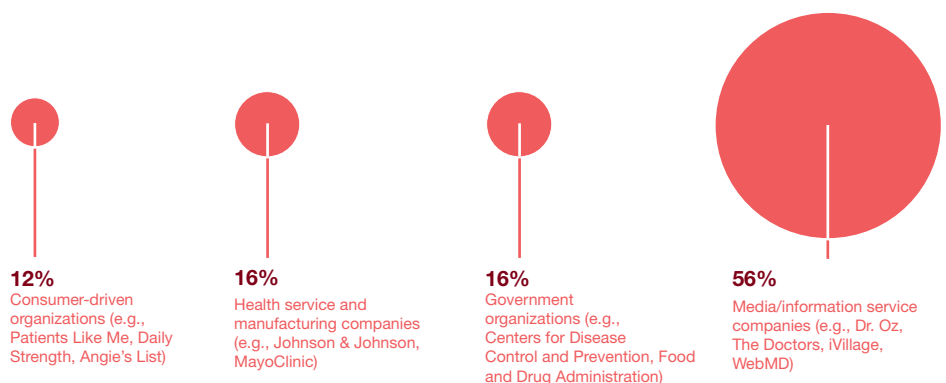 12%
Consumer-driven
organizations (e.g.,
Patients Like Me, Daily
Strength, Angie's List)
16%
Health service and
manufacturing companies
(e.g., Johnson & Johnson,
MayoClinic)
16%
Government
organizations (e.g.,
Centers for Disease
Control and Prevention, Food
and Drug Administration)
56%
Media/information service
companies (e.g., Dr. Oz,
The Doctors, iVillage,
WebMD)